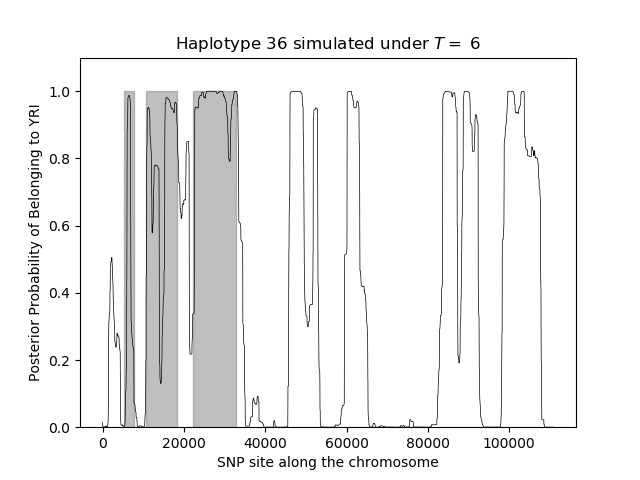 Haplotype 36 simulated under T = 6
Posterior Probability of Belonging to YRI
1.0
0.8
0.6
0.4
0.2
0.0
0 20000 40000 60000 80000 100000
SNP site along the chromosome